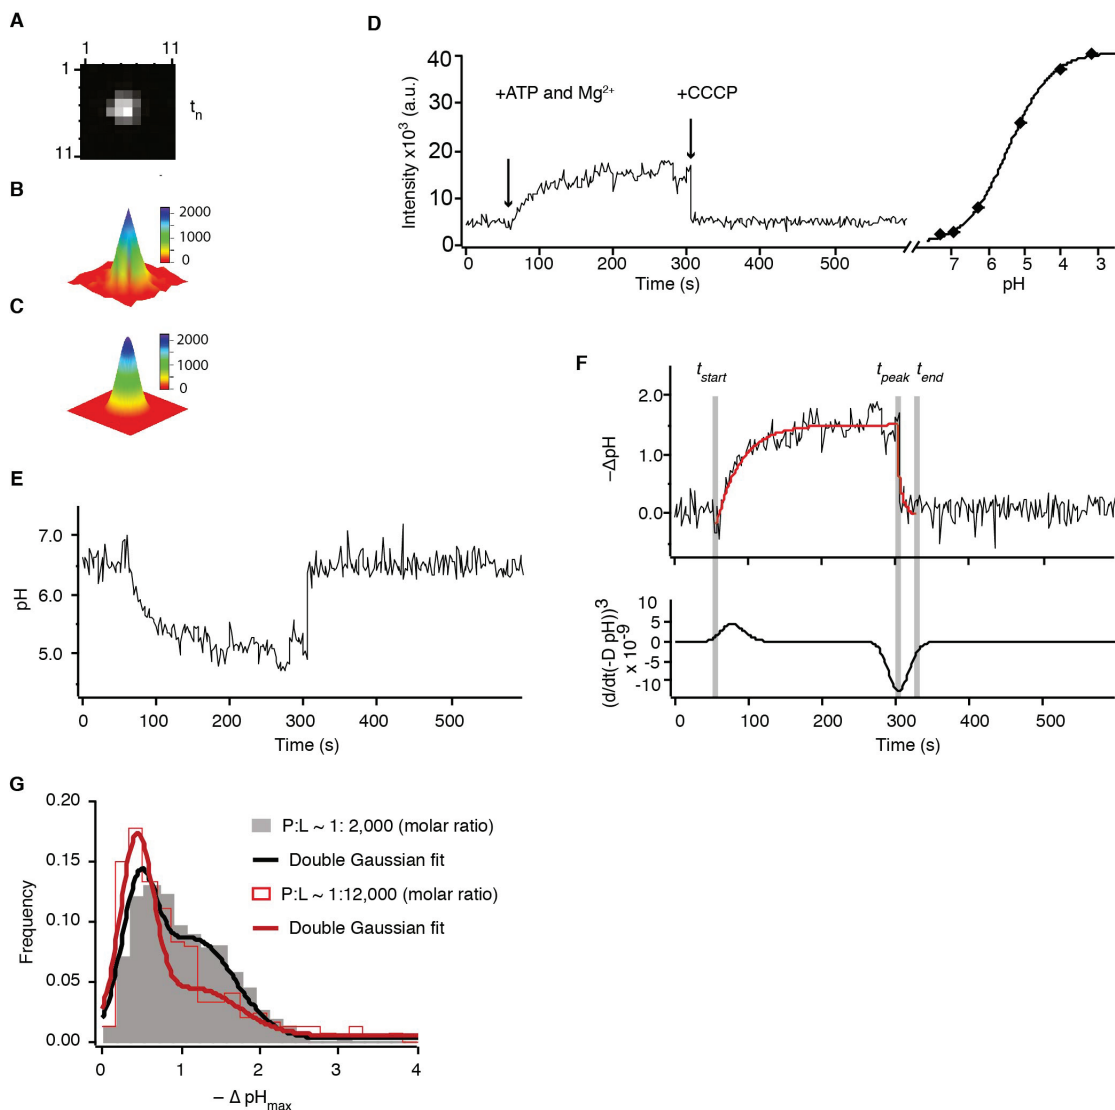 A
1 11
1
t_n
11
B
2000
1000
0
C
2000
1000
0
D
Intensity x10³ (a.u.)
40
30
20
10
0
+ATP and Mg²⁺
+CCCP
0 100 200 300 400 500
Time (s)
7 6 5 4 3
pH
E
pH
7.0
6.0
5.0
0 100 200 300 400 500
Time (s)
F
t_start t_peak t_end
−ΔpH
2.0
1.0
0.0
(d/dt(-D pH))³
x 10⁻⁹
10
5
0
-5
-10
0 100 200 300 400 500
Time (s)
G
Frequency
0.20
0.15
0.10
0.05
0.00
P:L ~ 1: 2,000 (molar ratio)
Double Gaussian fit
P:L ~ 1:12,000 (molar ratio)
Double Gaussian fit
0 1 2 3 4
− Δ pH_max